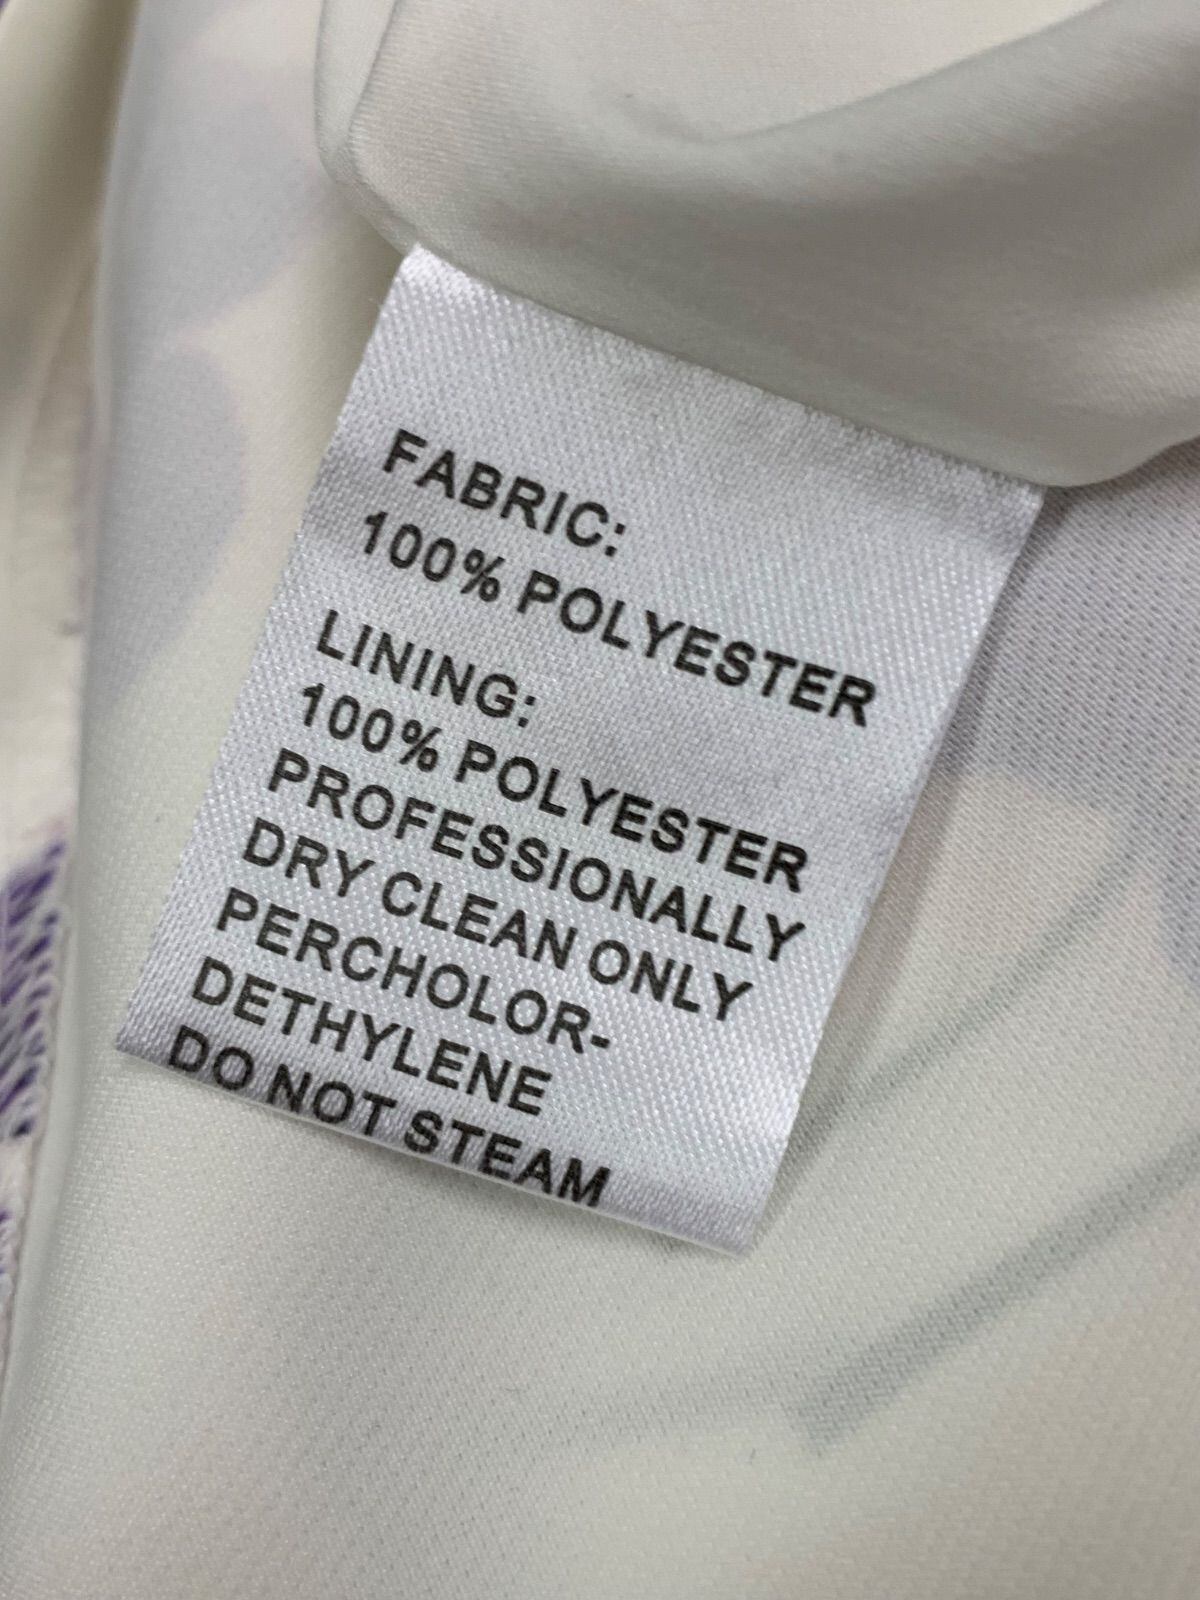 FABRIC:
100% POLYESTER
LINING:
100% POLYESTER
PROFESSIONALLY
DRY CLEAN ONLY
PERCHOLOR-
DETHYLENE
DO NOT STEAM